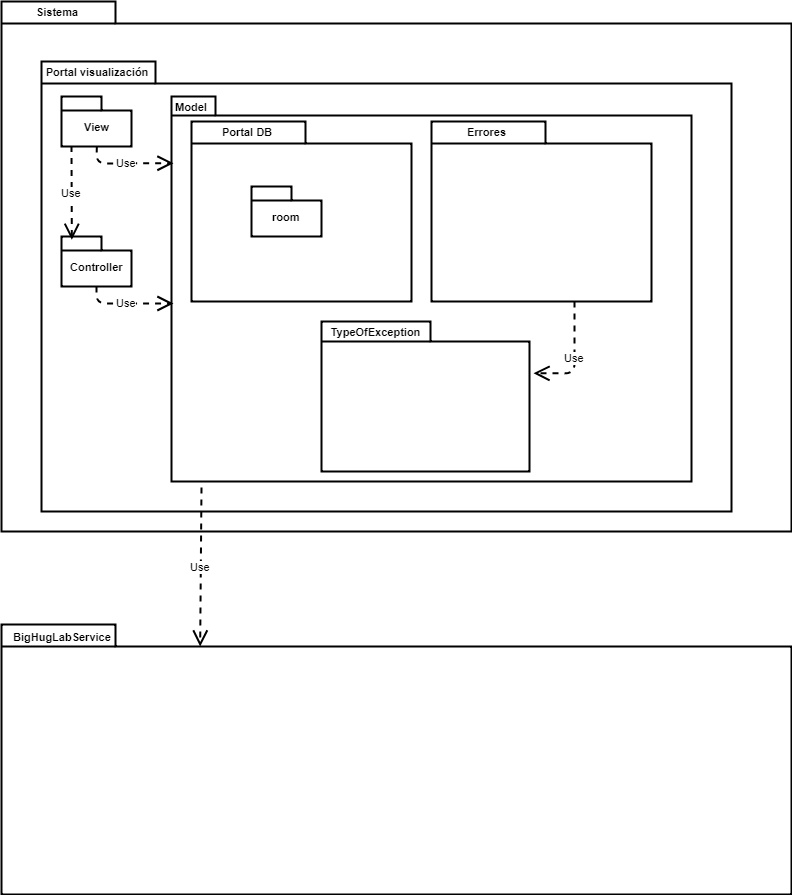 Sistema
Portal visualización
View
Model
Portal DB
Errores
Use
Use
room
Controller
Use
TypeOfException
Use
Use
BigHugLabService